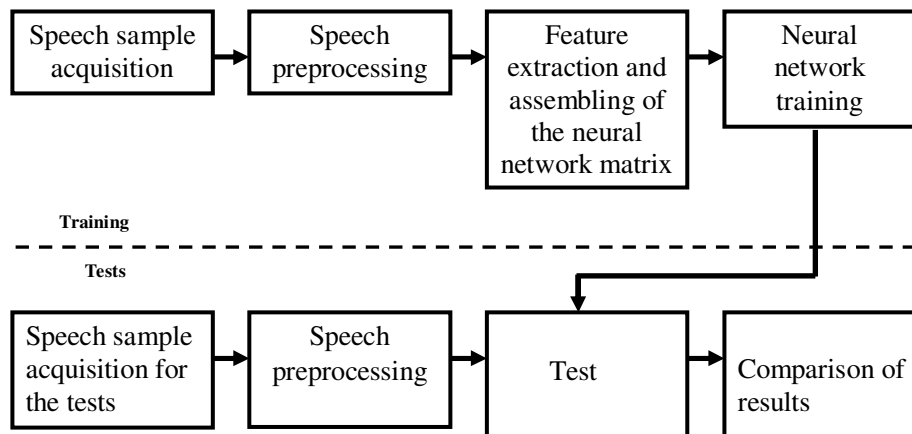 Speech sample
acquisition
Speech
preprocessing
Feature
extraction and
assembling of
the neural
network matrix
Neural
network
training
Training
Tests
Speech sample
acquisition for
the tests
Speech
preprocessing
Test
Comparison of
results